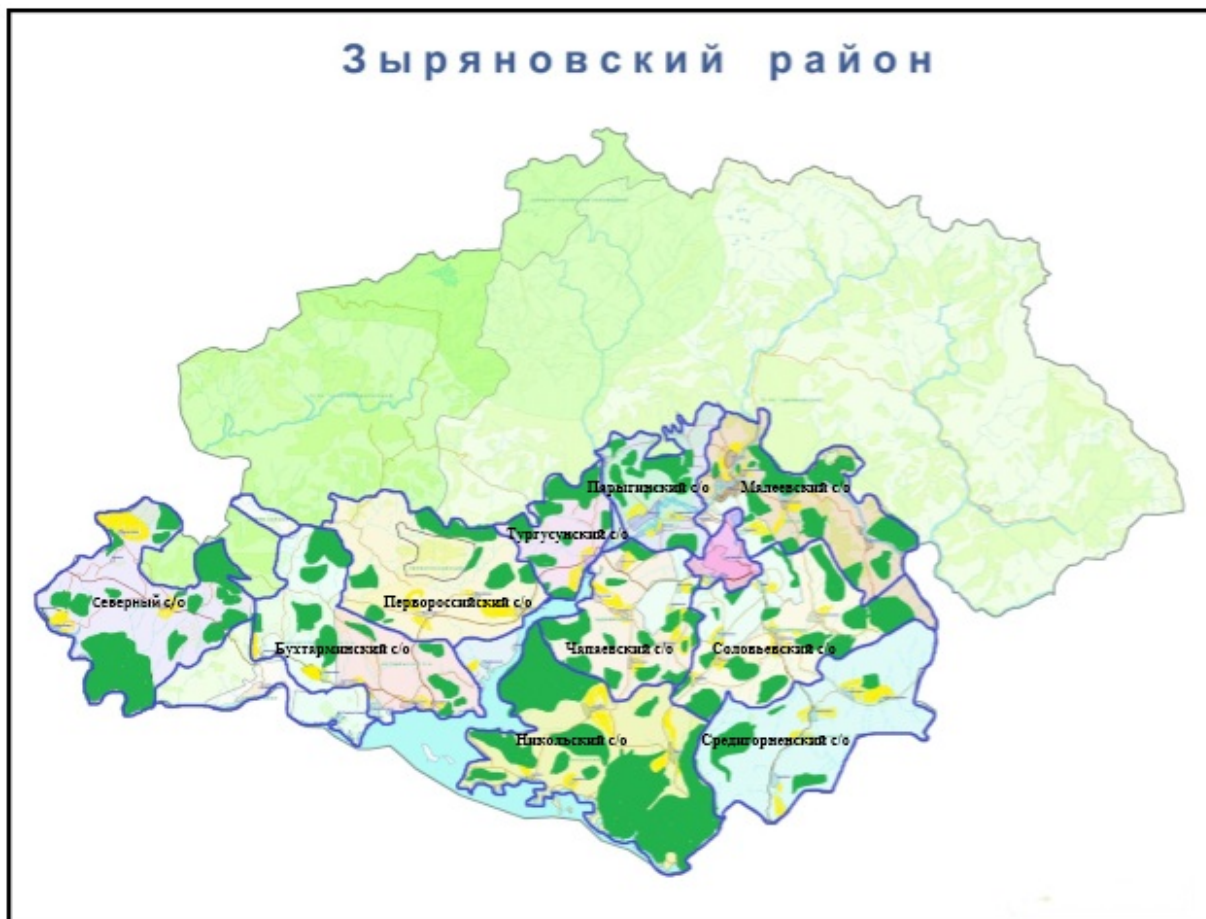 Зыряновский район
Парыгинский с/о
Малеевский с/о
Тургусунский с/о
Северный с/о
Первороссийский с/о
Бухтарминский с/о
Чапаевский с/о
Соловьевский с/о
Никольский с/о
Средигорненский с/о